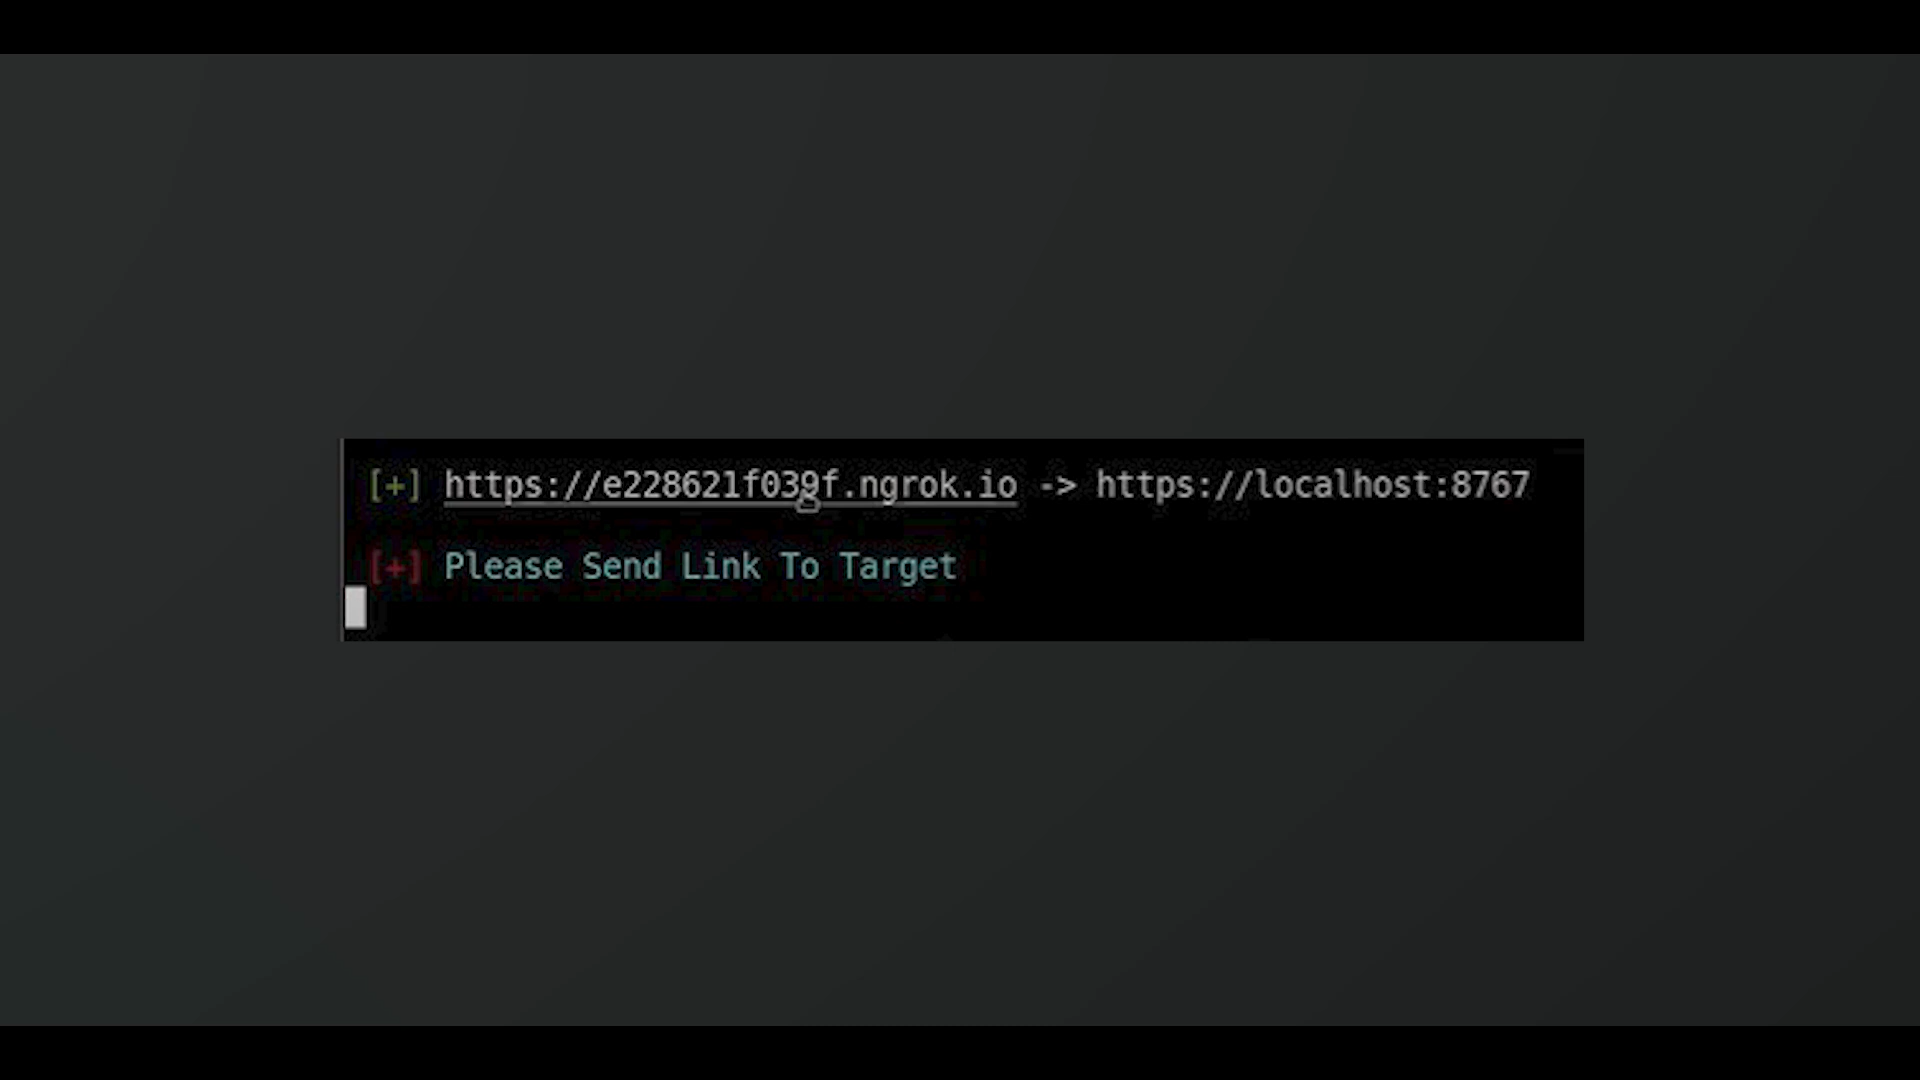 [+] https://e228621f039f.ngrok.io -> https://localhost:8767
[+] Please Send Link To Target